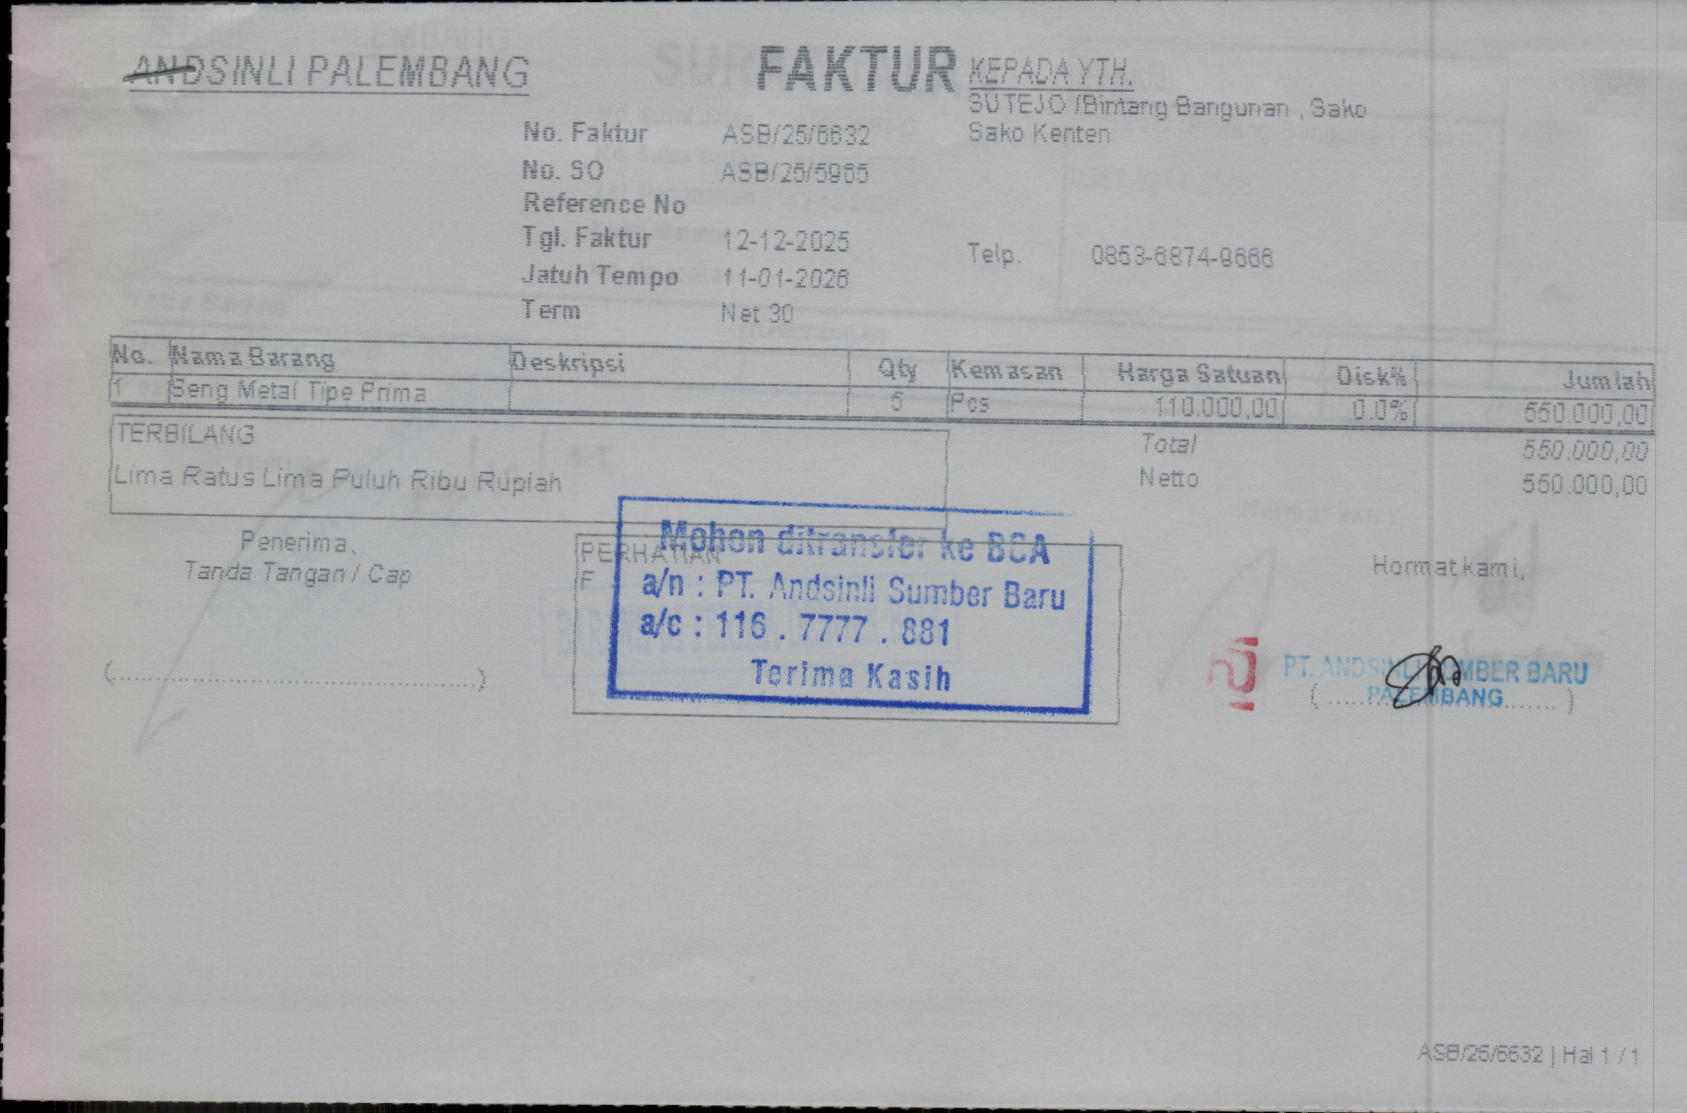 ANDSINLI PALEMBANG
FAKTUR
KEPADA YTH.
SUTEJO /Bintang Bangunan , Sako
Sako Kenten
No. Faktur ASB/25/6632
No. SO ASB/25/5965
Reference No
Tgl. Faktur 12-12-2025
Telp. 0853-6874-9666
Jatuh Tempo 11-01-2026
Term Net 30
No. Nama Barang Deskripsi Qty Kemasan Harga Satuan Disk% Jumlah
1 Seng Metal Tipe Prima 5 Pcs 110.000,00 0.0% 550.000,00
TERBILANG
Total 550.000,00
Lima Ratus Lima Puluh Ribu Rupiah
Netto 550.000,00
Penerima,
Tanda Tangan / Cap
PERHATIAN
F
Mohon ditransfer ke BCA
a/n : PT. Andsinli Sumber Baru
a/c : 116 . 7777 . 881
Terima Kasih
Hormat kami,
PT. ANDSINLI SUMBER BARU
PALEMBANG
ASB/25/6632 | Hal 1 / 1